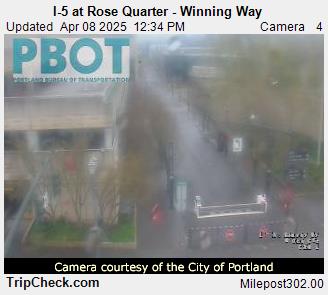 I-5 at Rose Quarter - Winning Way
Updated Apr 08 2025 12:34 PM Camera 4
PBOT
PORTLAND BUREAU OF TRANSPORTATION
Camera courtesy of the City of Portland
TripCheck.com Milepost302.00